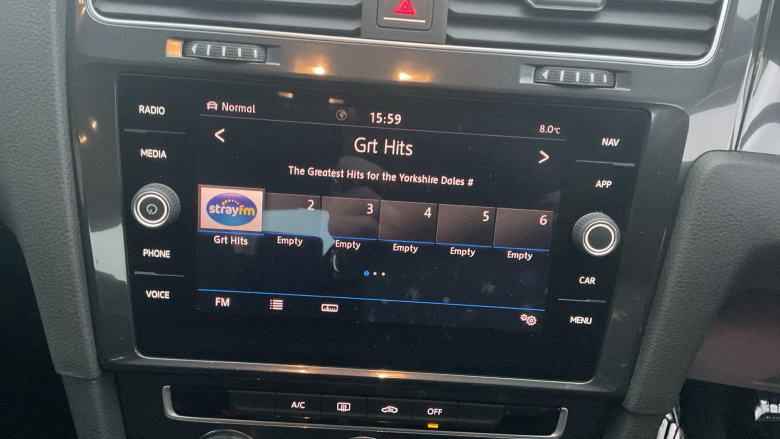 RADIO
MEDIA
PHONE
VOICE
Normal
15:59
8.0°C
<
Grt Hits
>
The Greatest Hits for the Yorkshire Dales #
strayfm
2
3
4
5
6
Grt Hits
Empty
Empty
Empty
Empty
Empty
FM
NAV
APP
CAR
MENU
A/C
OFF